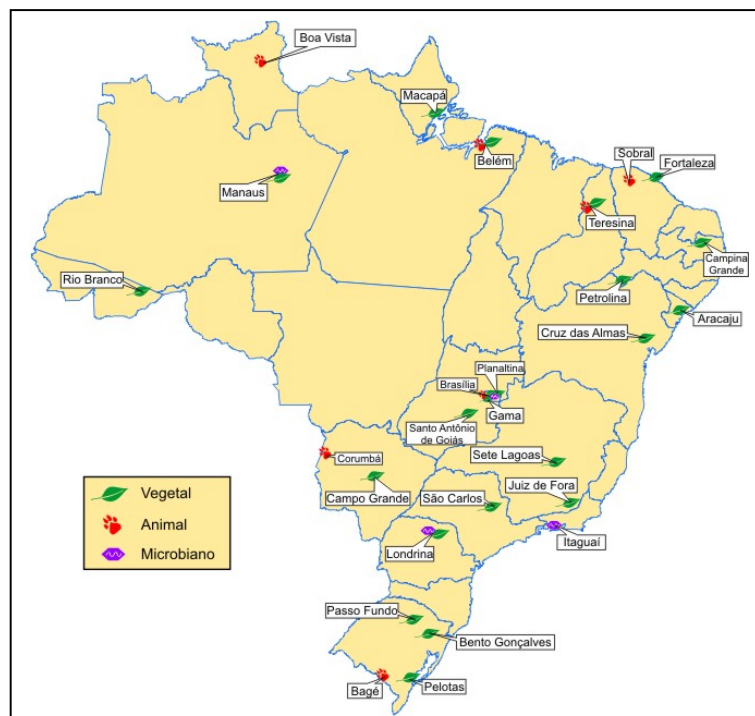 Boa Vista
Macapá
Belém
Sobral
Fortaleza
Manaus
Teresina
Campina
Grande
Rio Branco
Petrolina
Aracaju
Cruz das Almas
Planaltina
Brasília
Gama
Santo Antônio
de Goiás
Sete Lagoas
Corumbá
Vegetal
Campo Grande
São Carlos
Juiz de Fora
Animal
Itaguaí
Microbiano
Londrina
Passo Fundo
Bento Gonçalves
Bagé
Pelotas